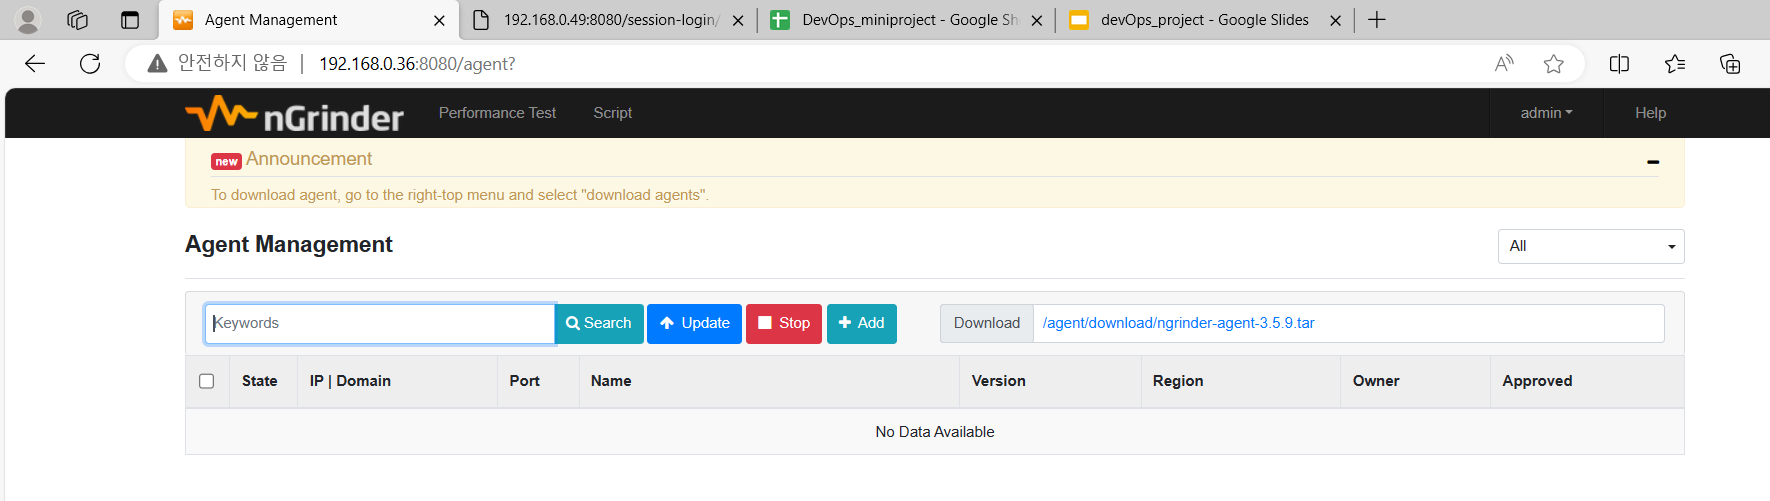 Agent Management
192.168.0.49:8080/session-login/
DevOps_miniproject - Google Sh
devOps_project - Google Slides
안전하지 않음 | 192.168.0.36:8080/agent?
nGrinder Performance Test Script admin Help
new Announcement
To download agent, go to the right-top menu and select "download agents".
Agent Management All
Keywords Search Update Stop Add Download /agent/download/ngrinder-agent-3.5.9.tar
State IP | Domain Port Name Version Region Owner Approved
No Data Available